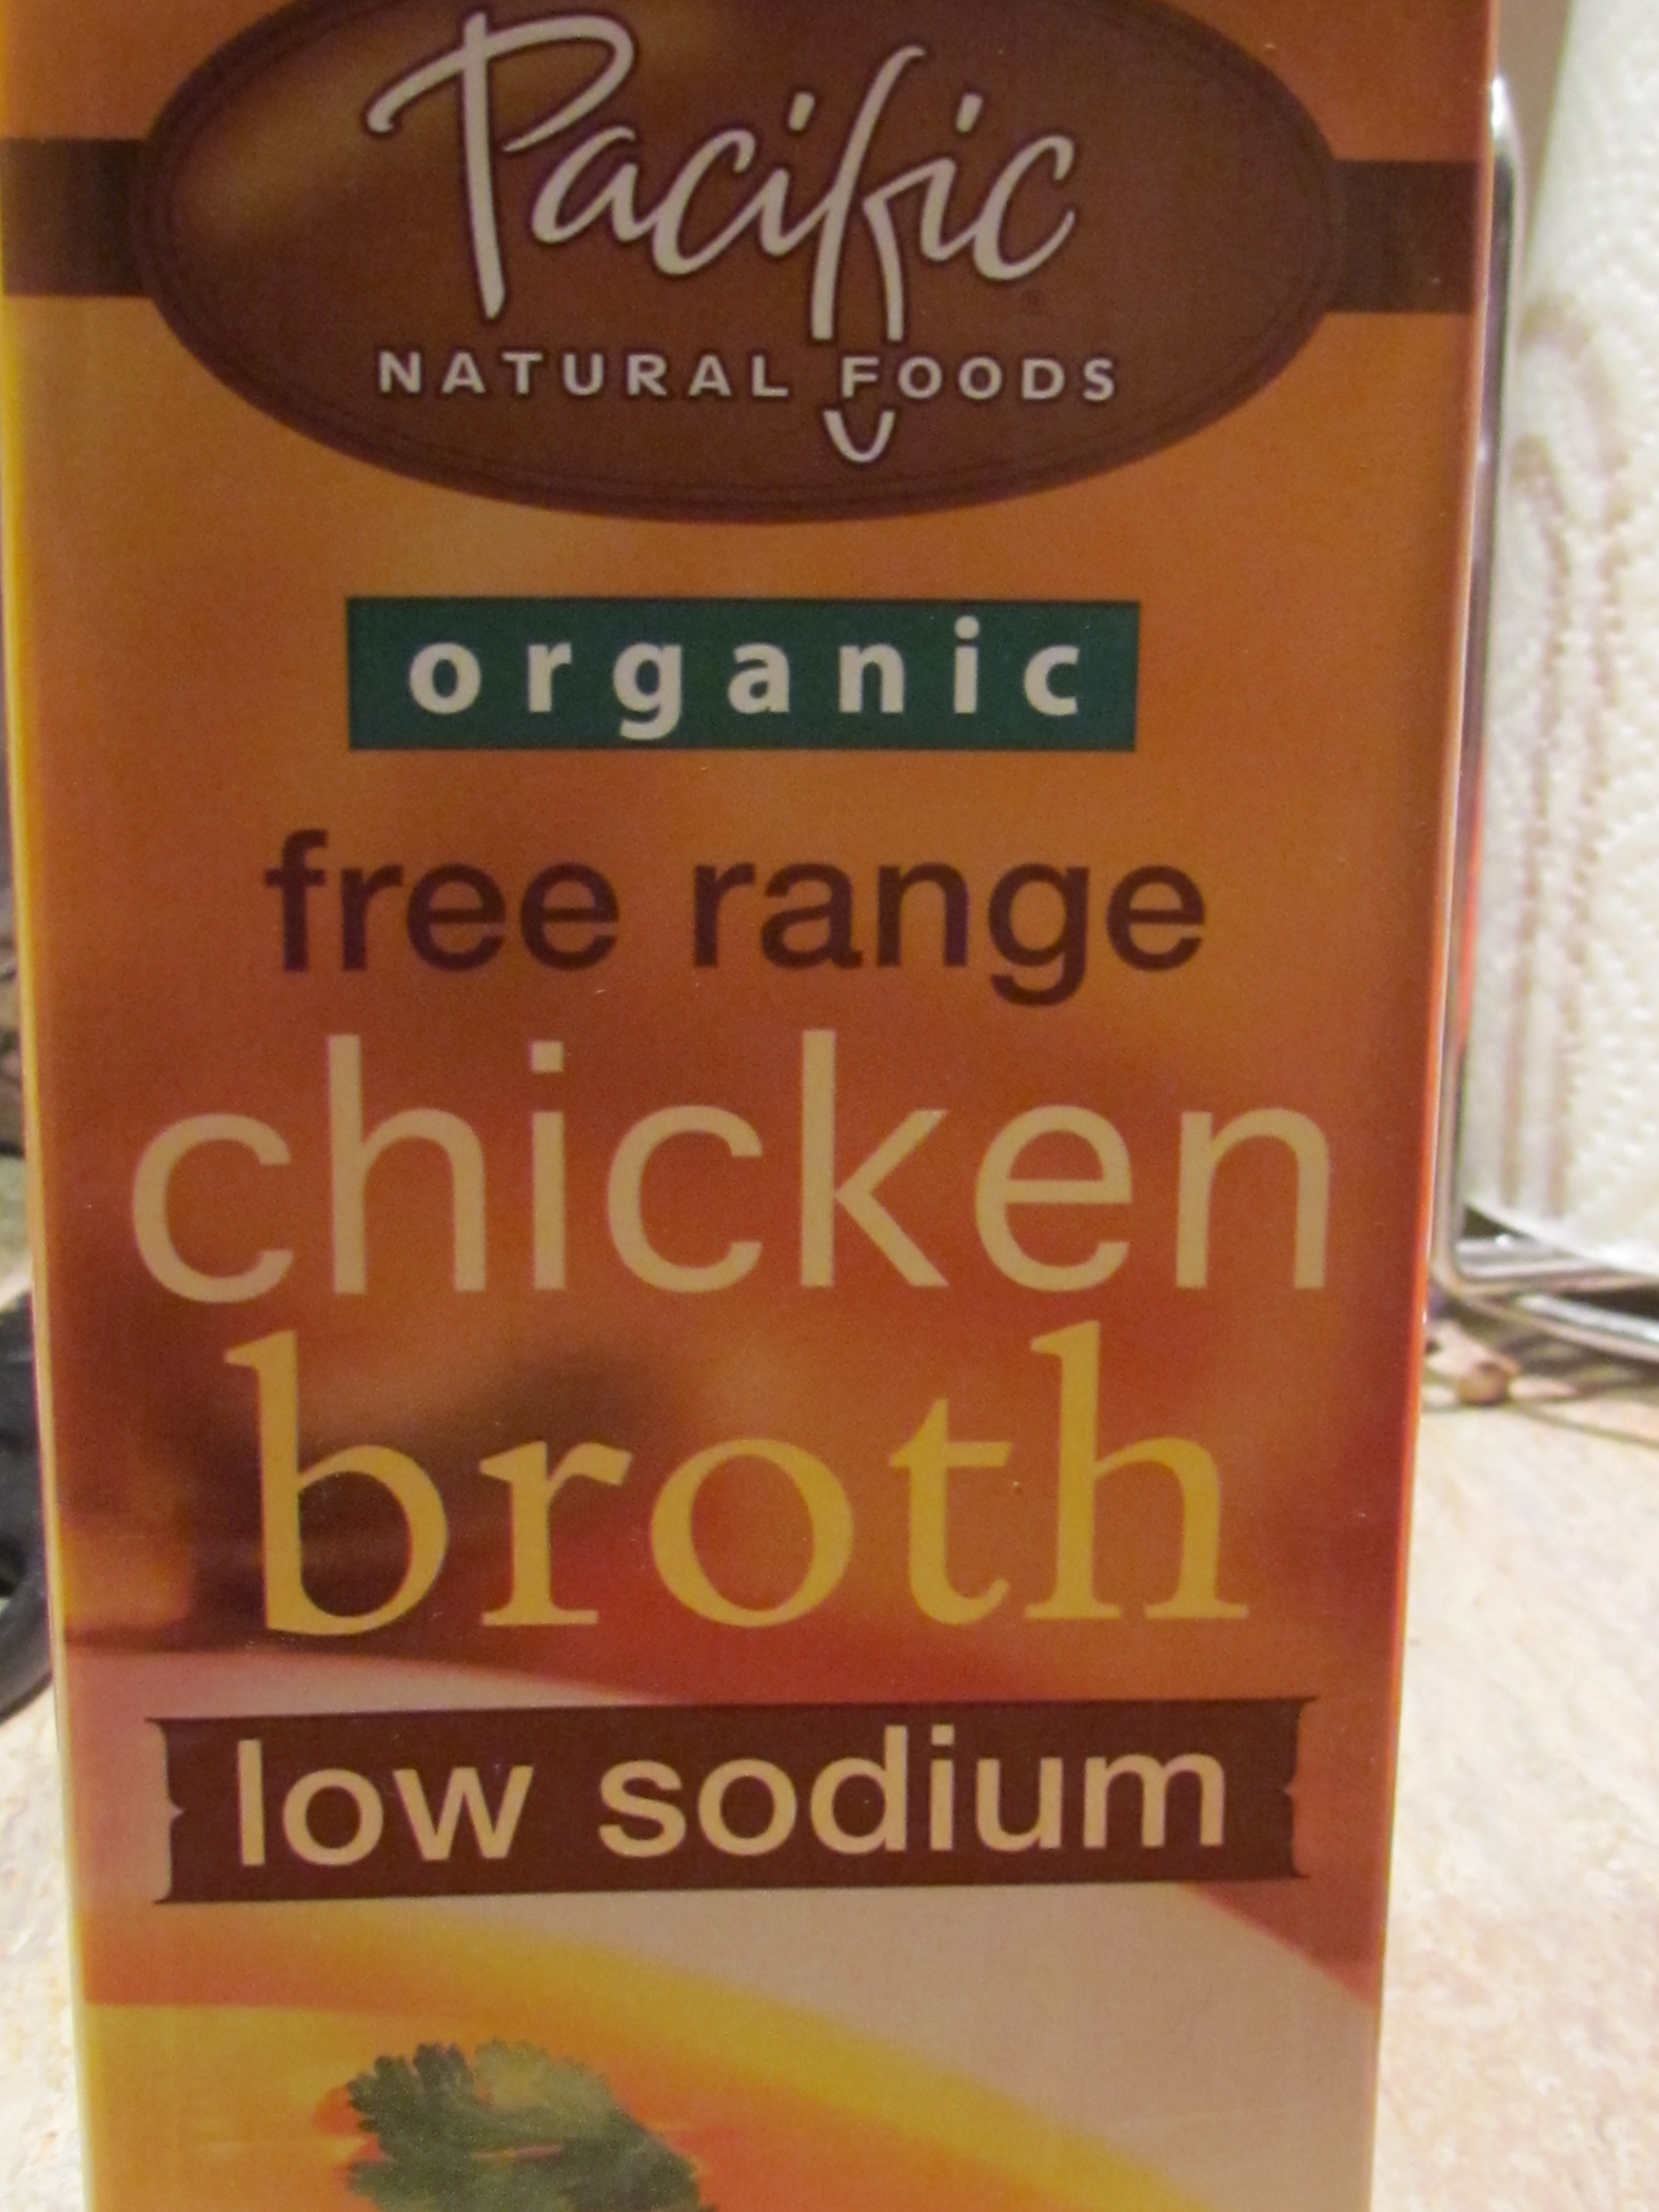 Pacific
NATURAL FOODS
organic
free range
chicken
broth
low sodium